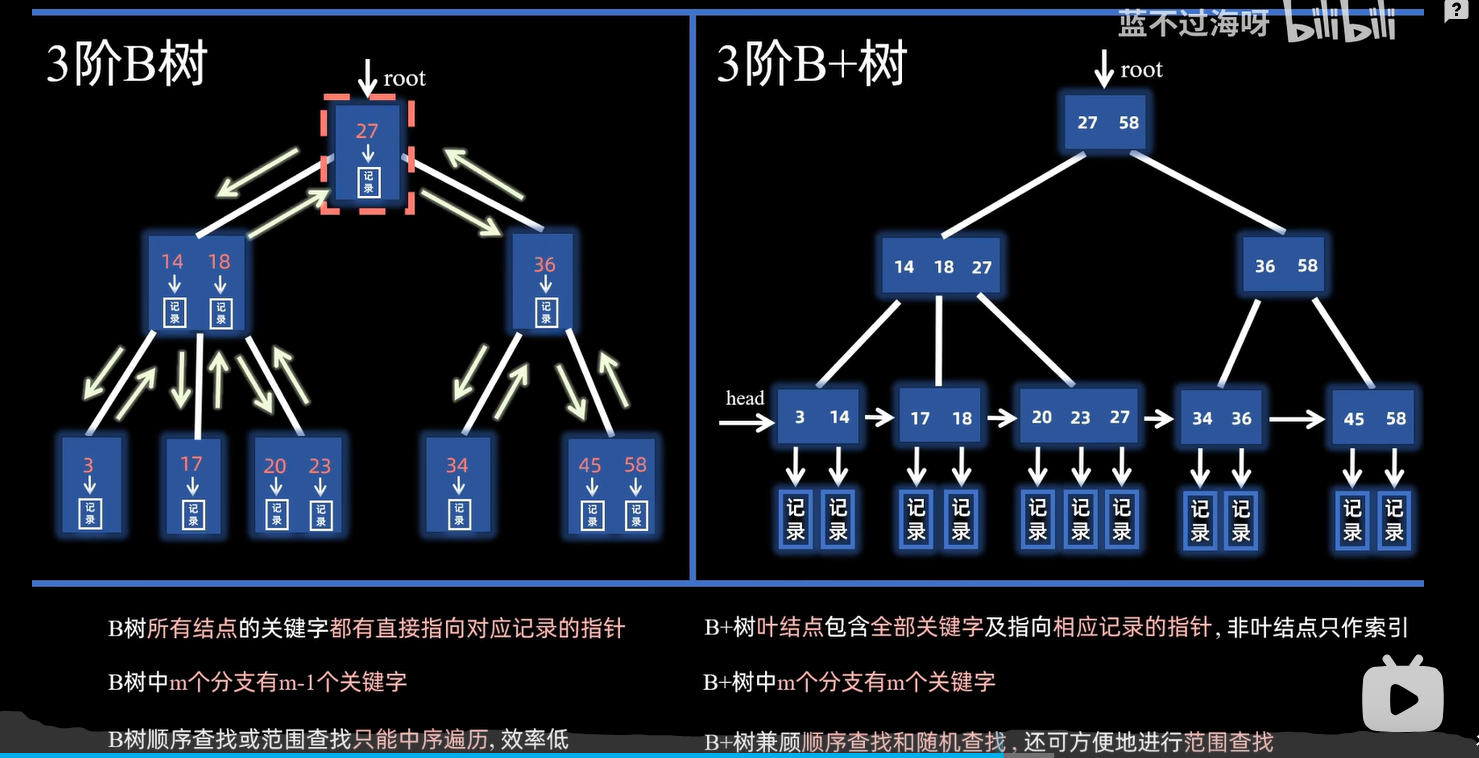 蓝不过海呀 bilibili
?
3阶B树
root
27
记录
14 18
记录 记录
36
记录
3
记录
17
记录
20 23
记录 记录
34
记录
45 58
记录 记录
3阶B+树
root
27 58
14 18 27
36 58
head
3 14
17 18
20 23 27
34 36
45 58
记录 记录 记录 记录 记录 记录 记录 记录 记录 记录 记录
B树所有结点的关键字都有直接指向对应记录的指针
B树中m个分支有m-1个关键字
B树顺序查找或范围查找只能中序遍历, 效率低
B+树叶结点包含全部关键字及指向相应记录的指针, 非叶结点只作索引
B+树中m个分支有m个关键字
B+树兼顾顺序查找和随机查找, 还可方便地进行范围查找